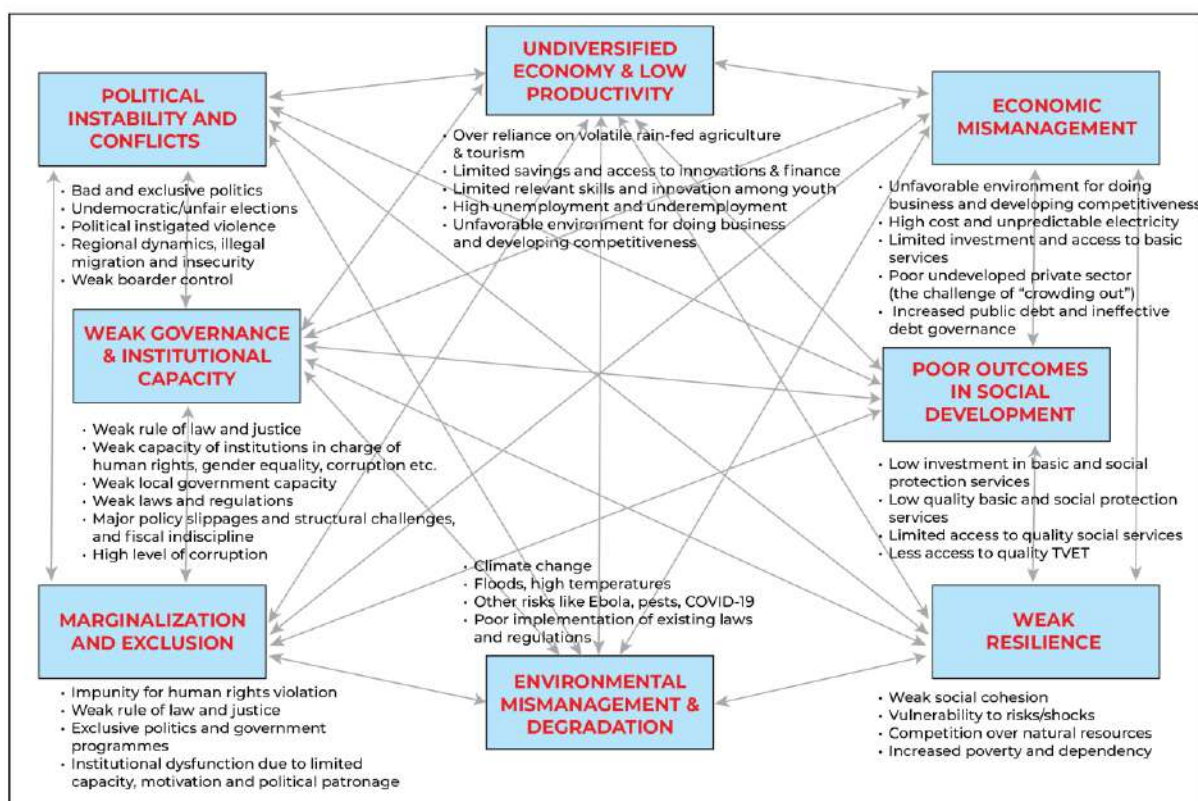 UNDIVERSIFIED
ECONOMY & LOW
PRODUCTIVITY
• Over reliance on volatile rain-fed agriculture
& tourism
• Limited savings and access to innovations & finance
• Limited relevant skills and innovation among youth
• High unemployment and underemployment
• Unfavorable environment for doing business
and developing competitiveness
POLITICAL
INSTABILITY AND
CONFLICTS
• Bad and exclusive politics
• Undemocratic/unfair elections
• Political instigated violence
• Regional dynamics, illegal
migration and insecurity
• Weak boarder control
ECONOMIC
MISMANAGEMENT
• Unfavorable environment for doing
business and developing competitiveness
• High cost and unpredictable electricity
• Limited investment and access to basic
services
• Poor undeveloped private sector
(the challenge of “crowding out”)
• Increased public debt and ineffective
debt governance
WEAK GOVERNANCE
& INSTITUTIONAL
CAPACITY
• Weak rule of law and justice
• Weak capacity of institutions in charge of
human rights, gender equality, corruption etc.
• Weak local government capacity
• Weak laws and regulations
• Major policy slippages and structural challenges,
and fiscal indiscipline
• High level of corruption
POOR OUTCOMES
IN SOCIAL
DEVELOPMENT
• Low investment in basic and social
protection services
• Low quality basic and social protection
services
• Limited access to quality social services
• Less access to quality TVET
• Climate change
• Floods, high temperatures
• Other risks like Ebola, pests, COVID-19
• Poor implementation of existing laws
and regulations
MARGINALIZATION
AND EXCLUSION
• Impunity for human rights violation
• Weak rule of law and justice
• Exclusive politics and government
programmes
• Institutional dysfunction due to limited
capacity, motivation and political patronage
ENVIRONMENTAL
MISMANAGEMENT &
DEGRADATION
WEAK
RESILIENCE
• Weak social cohesion
• Vulnerability to risks/shocks
• Competition over natural resources
• Increased poverty and dependency